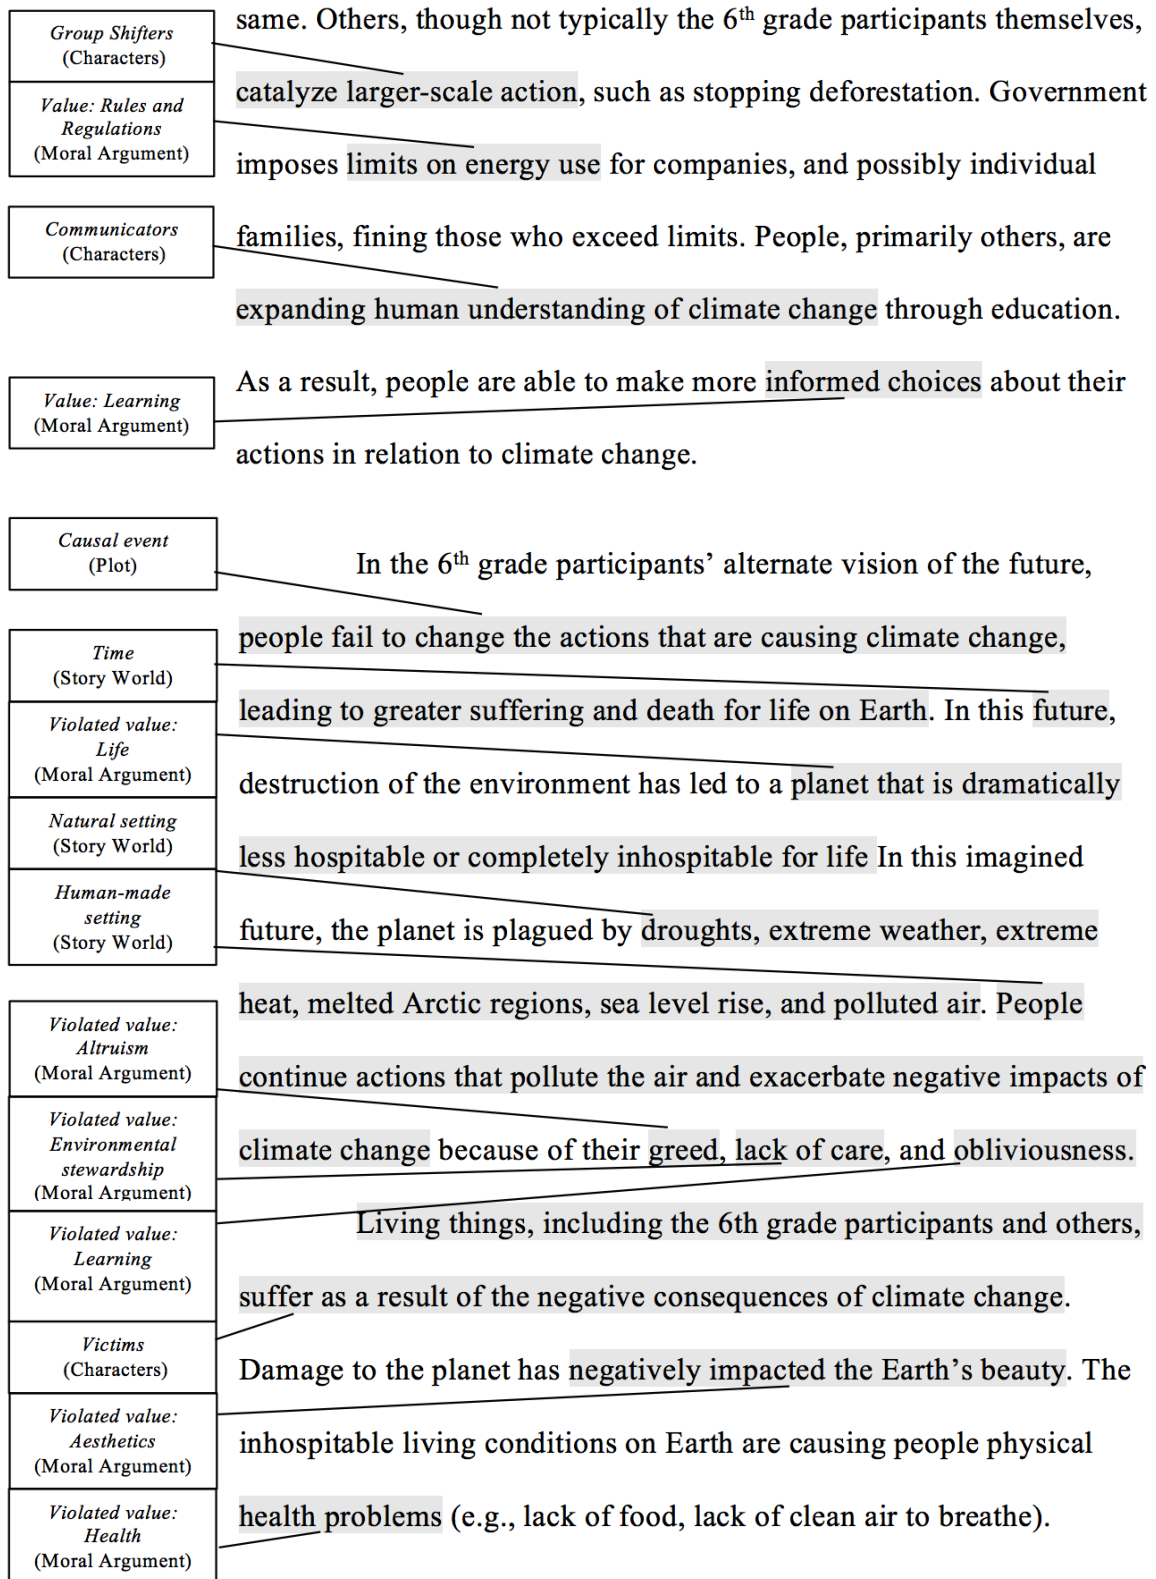 Group Shifters
(Characters)
Value: Rules and
Regulations
(Moral Argument)
Communicators
(Characters)
Value: Learning
(Moral Argument)
same. Others, though not typically the 6th grade participants themselves,
catalyze larger-scale action, such as stopping deforestation. Government
imposes limits on energy use for companies, and possibly individual
families, fining those who exceed limits. People, primarily others, are
expanding human understanding of climate change through education.
As a result, people are able to make more informed choices about their
actions in relation to climate change.
Causal event
(Plot)
Time
(Story World)
Violated value:
Life
(Moral Argument)
Natural setting
(Story World)
Human-made
setting
(Story World)
Violated value:
Altruism
(Moral Argument)
Violated value:
Environmental
stewardship
(Moral Argument)
Violated value:
Learning
(Moral Argument)
Victims
(Characters)
Violated value:
Aesthetics
(Moral Argument)
Violated value:
Health
(Moral Argument)
In the 6th grade participants’ alternate vision of the future,
people fail to change the actions that are causing climate change,
leading to greater suffering and death for life on Earth. In this future,
destruction of the environment has led to a planet that is dramatically
less hospitable or completely inhospitable for life In this imagined
future, the planet is plagued by droughts, extreme weather, extreme
heat, melted Arctic regions, sea level rise, and polluted air. People
continue actions that pollute the air and exacerbate negative impacts of
climate change because of their greed, lack of care, and obliviousness.
Living things, including the 6th grade participants and others,
suffer as a result of the negative consequences of climate change.
Damage to the planet has negatively impacted the Earth’s beauty. The
inhospitable living conditions on Earth are causing people physical
health problems (e.g., lack of food, lack of clean air to breathe).